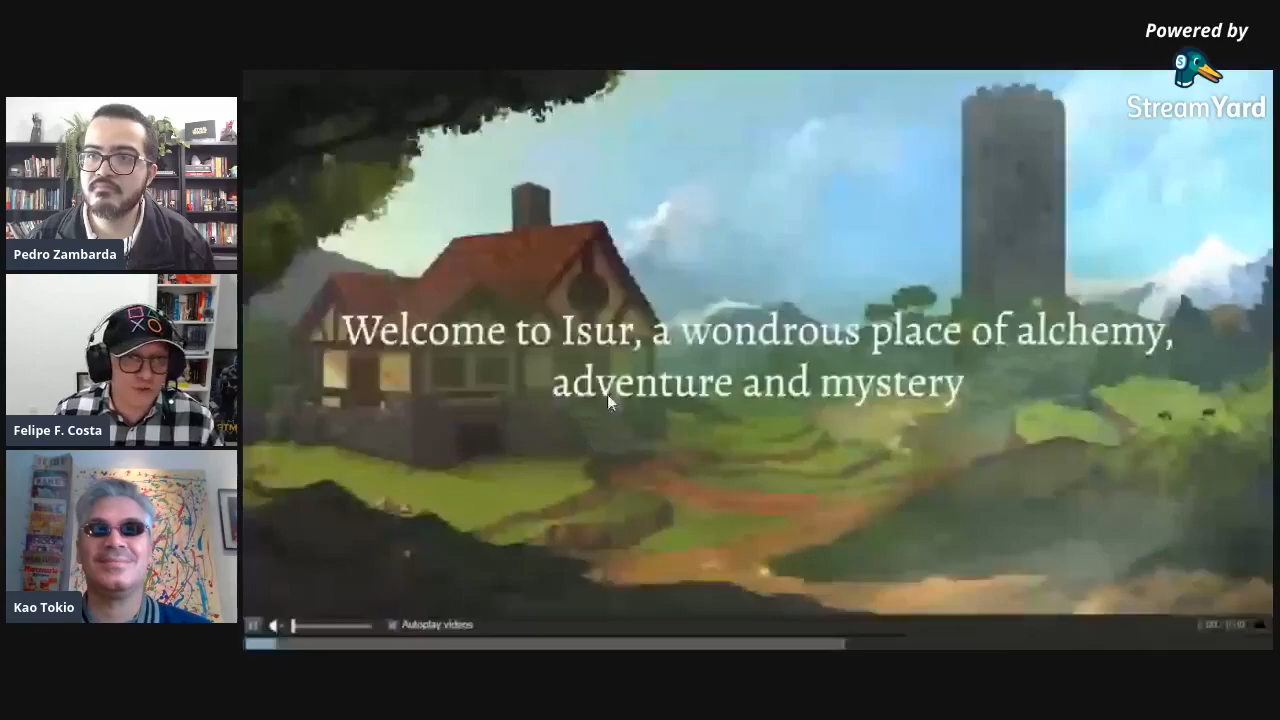 Powered by
StreamYard
Pedro Zambarda
Felipe F. Costa
Kao Tokio
Welcome to Isur, a wondrous place of alchemy,
adventure and mystery
Autoplay videos